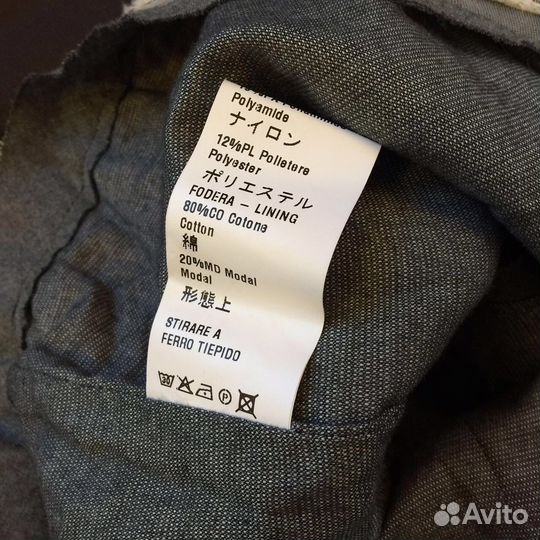 Polyamide
ナイロン
12%PL Poliestere
Polyester
ポリエステル
FODERA - LINING
80%CO Cotone
Cotton
綿
20%MD Modal
Modal
形態上
STIRARE A
FERRO TIEPIDO
30 P
Avito